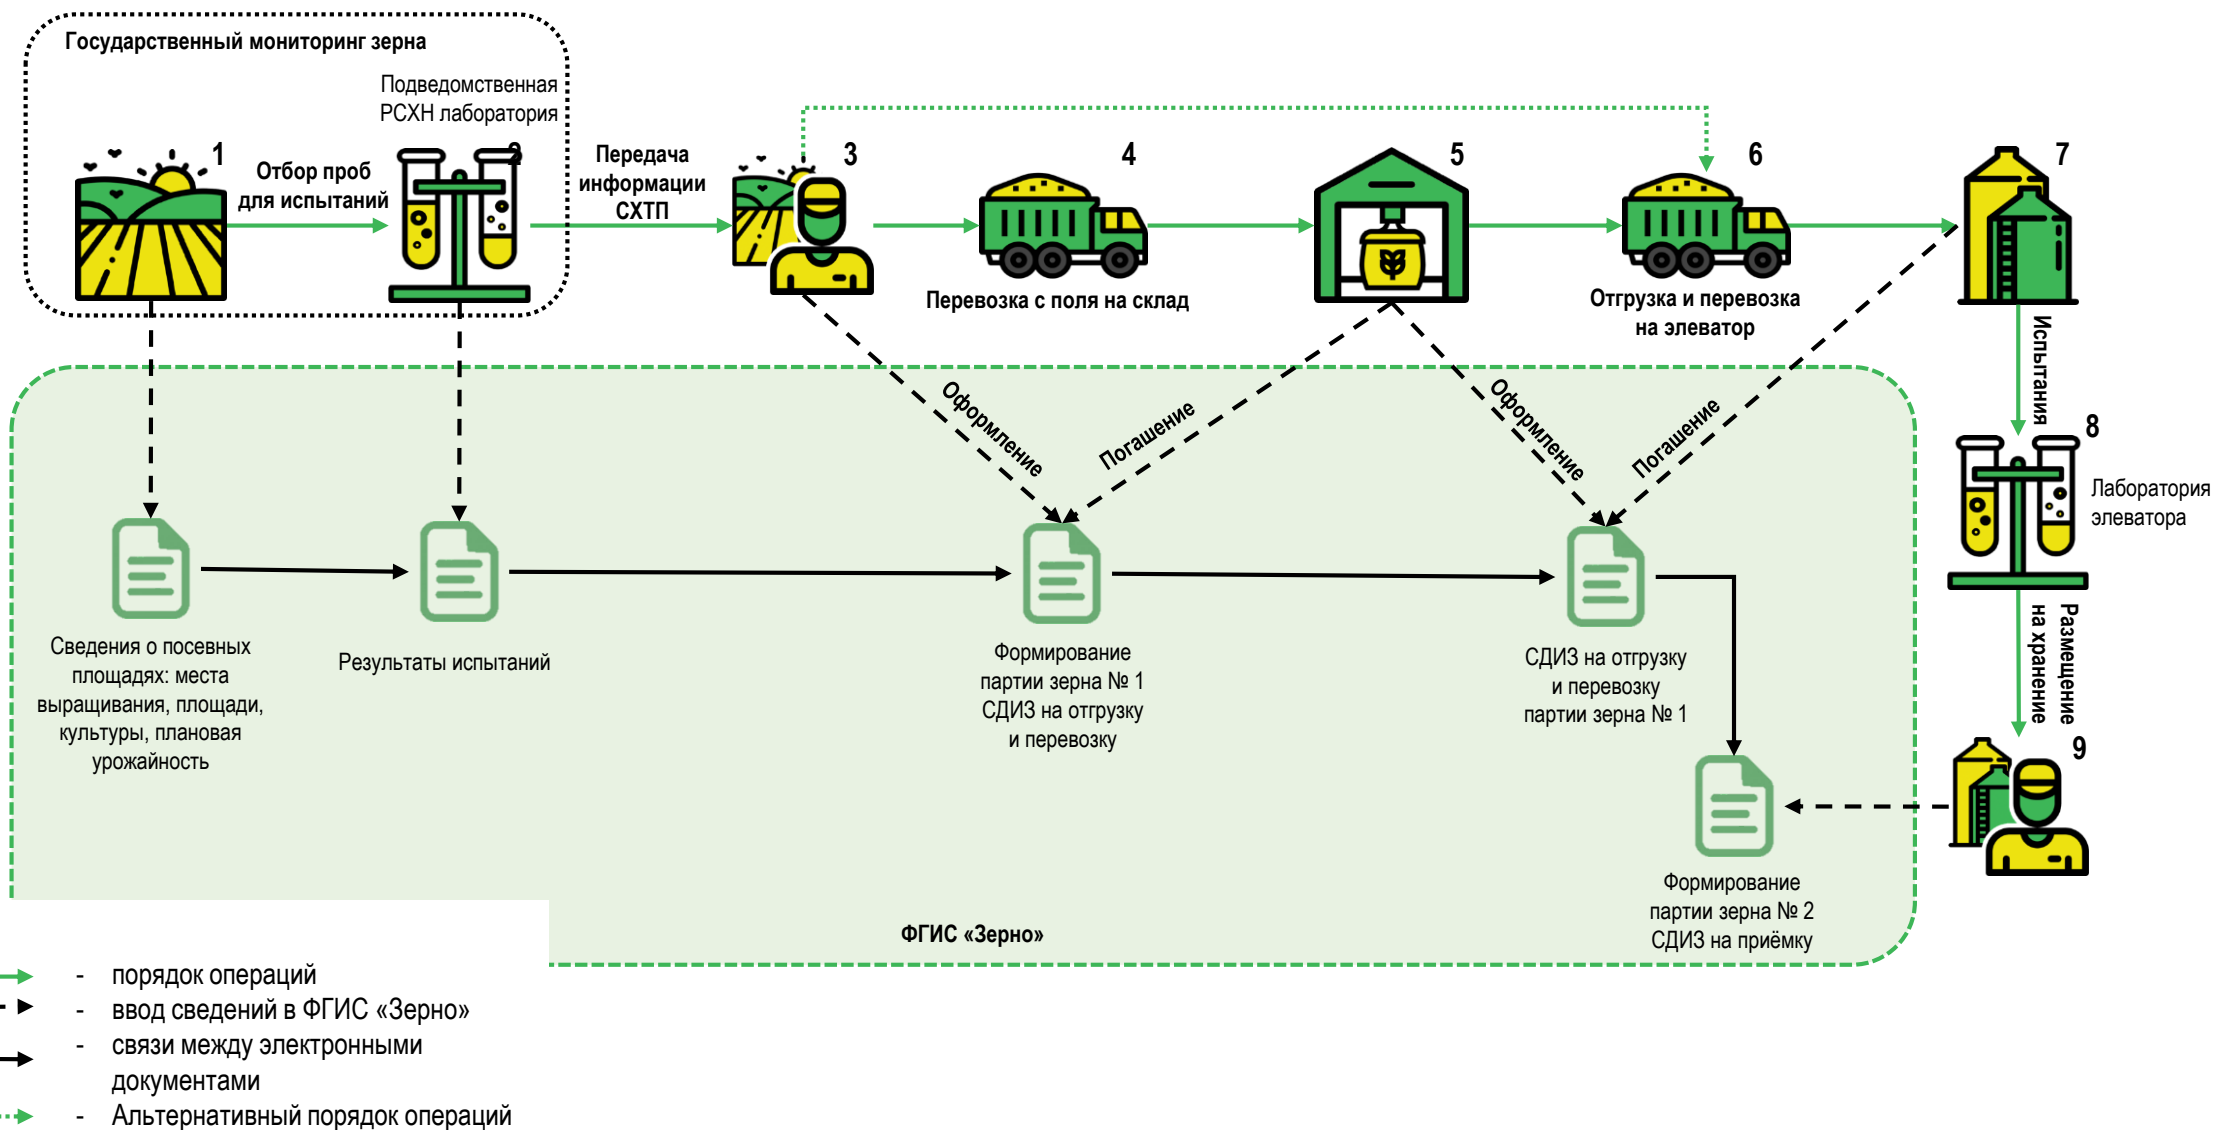 Государственный мониторинг зерна
Подведомственная
РСХН лаборатория
1
Отбор проб
для испытаний
2
Передача
информации
СХТП
3
4
Перевозка с поля на склад
5
6
Отгрузка и перевозка
на элеватор
7
Испытания
8
Лаборатория
элеватора
Размещение
на хранение
9
Оформление
Погашение
Оформление
Погашение
Сведения о посевных
площадях: места
выращивания, площади,
культуры, плановая
урожайность
Результаты испытаний
Формирование
партии зерна № 1
СДИЗ на отгрузку
и перевозку
СДИЗ на отгрузку
и перевозку
партии зерна № 1
Формирование
партии зерна № 2
СДИЗ на приёмку
ФГИС «Зерно»
- порядок операций
- ввод сведений в ФГИС «Зерно»
- связи между электронными
документами
- Альтернативный порядок операций